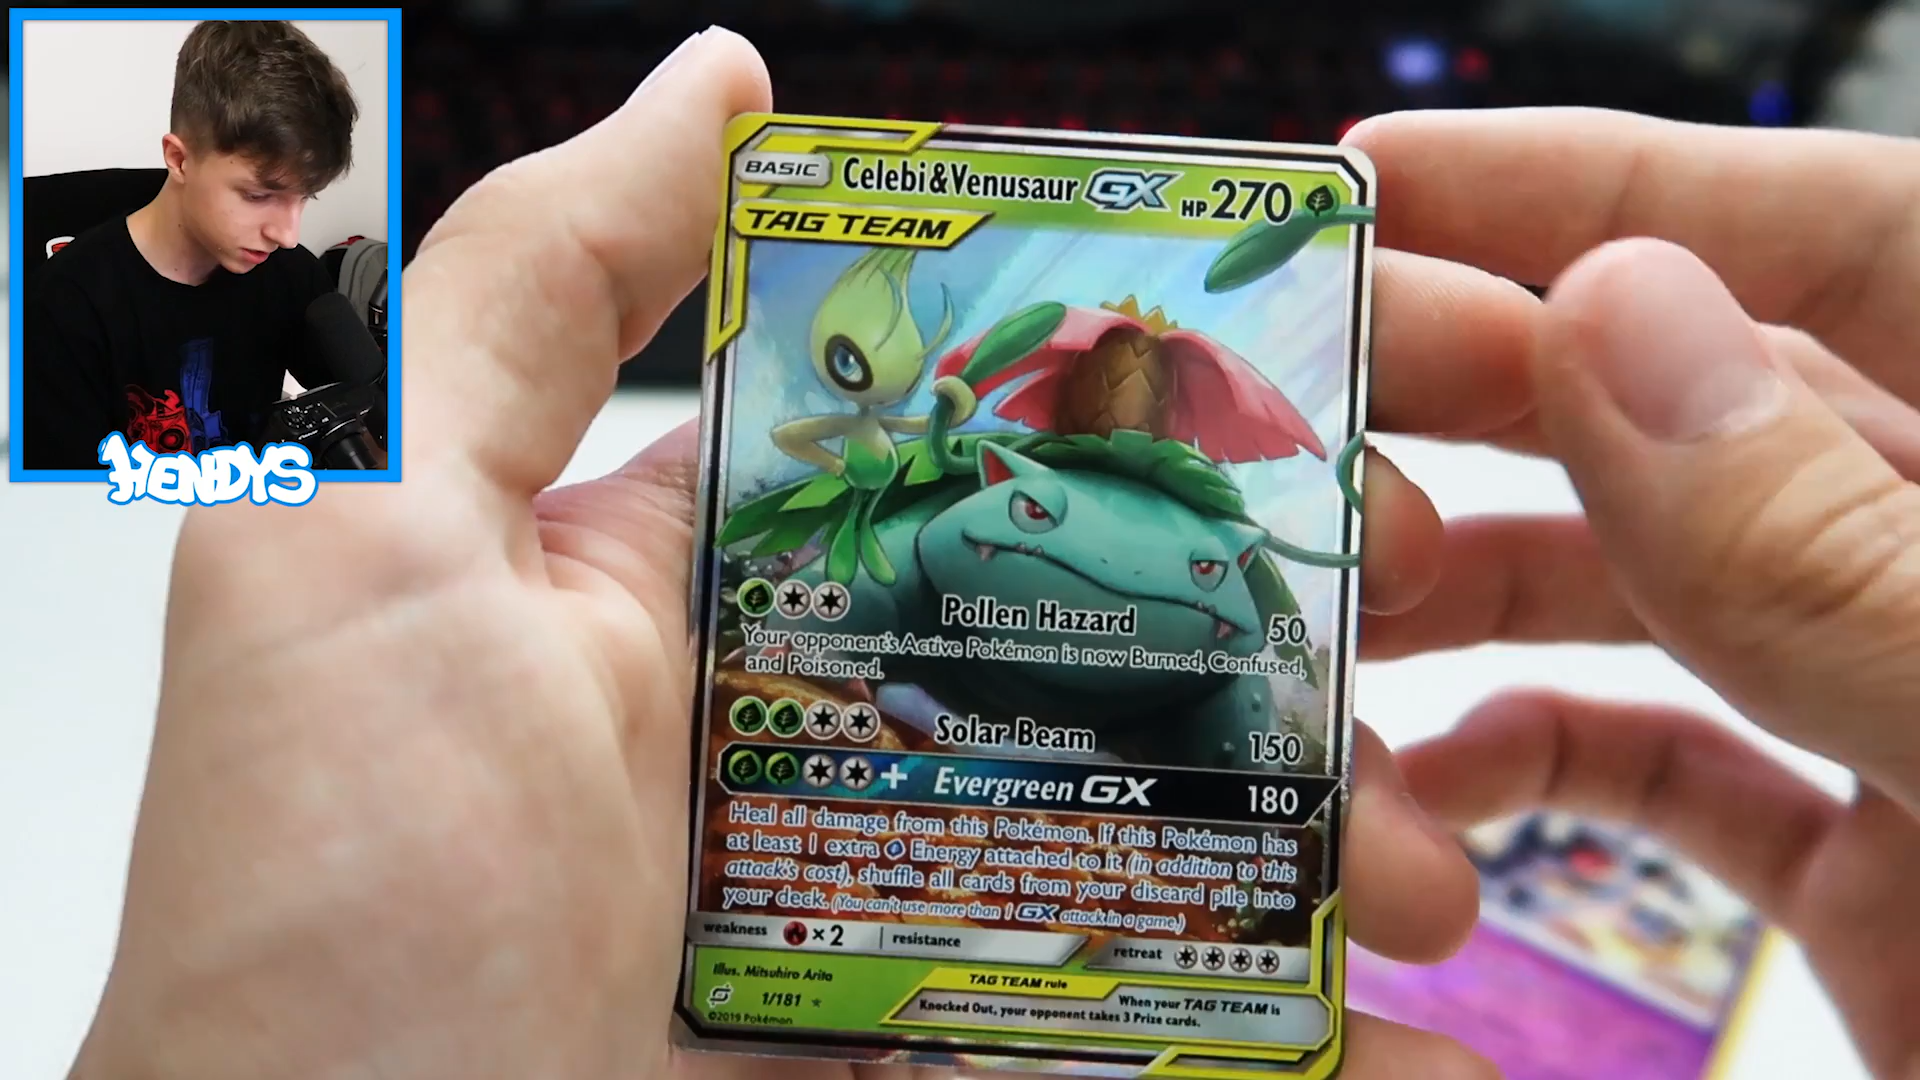 HENDYS
BASIC Celebi&Venusaur GX HP 270
TAG TEAM
Pollen Hazard 50
Your opponent's Active Pokémon is now Burned, Confused,
and Poisoned.
Solar Beam 150
+ Evergreen GX 180
Heal all damage from this Pokémon. If this Pokémon has
at least 1 extra Energy attached to it (in addition to this
attack's cost), shuffle all cards from your discard pile into
your deck. (You can't use more than 1 GX attack in a game.)
weakness ×2 resistance
retreat
Illus. Mitsuhiro Arita
1/181
©2019 Pokémon
TAG TEAM rule
When your TAG TEAM is
Knocked Out, your opponent takes 3 Prize cards.